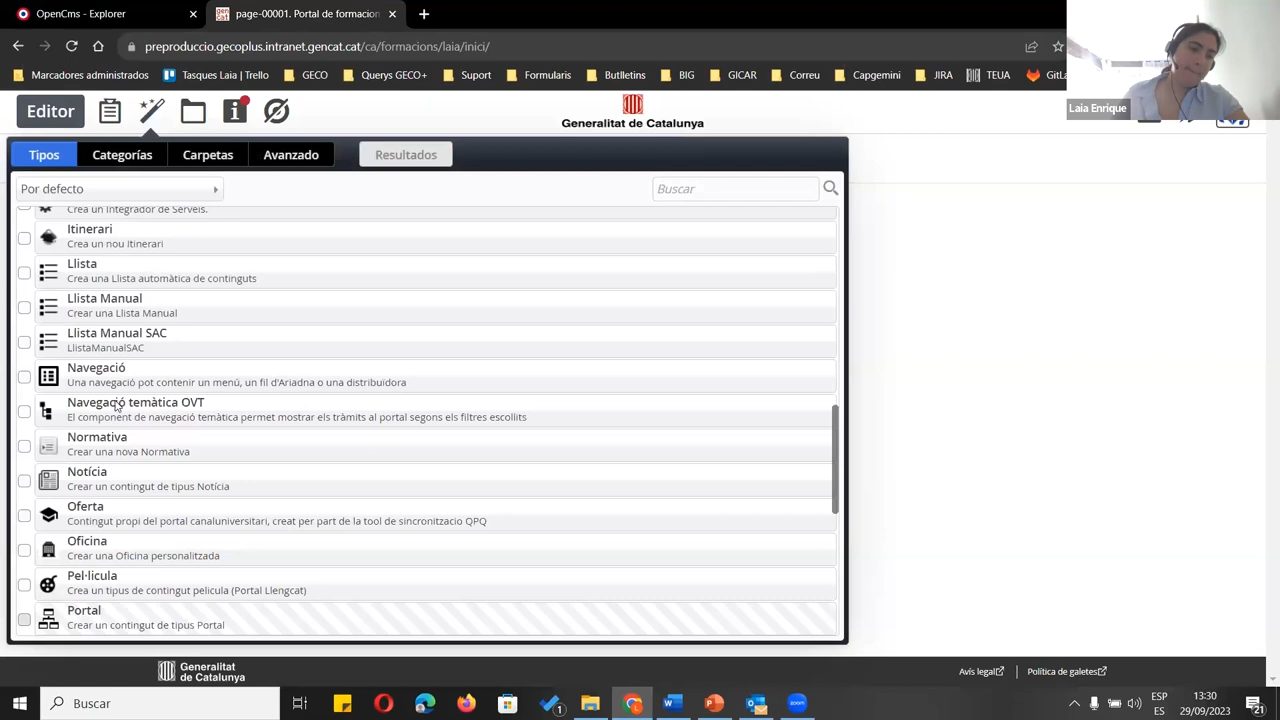 OpenCms - Explorer
page-00001. Portal de formacion
preproduccio.gecoplus.intranet.gencat.cat/ca/formacions/laia/inici/
Marcadores administrados
Tasques Laia | Trello
GECO
Formularis
Butlletins
BIG
GICAR
Correu
Capgemini
JIRA
TEUA
Laia Enrique
Editor
Generalitat de Catalunya
Tipos
Categorías
Carpetas
Avanzado
Resultados
Por defecto
Buscar
Crea un Integrador de Serveis.
Itinerari
Crea un nou Itinerari
Llista
Crea una Llista automàtica de continguts
Llista Manual
Crear una Llista Manual
Llista Manual SAC
LlistaManualSAC
Navegació
Una navegació pot contenir un menú, un fil d'Ariadna o una distribuïdora
Navegació temàtica OVT
El component de navegació temàtica permet mostrar els tràmits al portal segons els filtres escollits
Normativa
Crear una nova Normativa
Notícia
Crear un contingut de tipus Notícia
Oferta
Contingut propi del portal canaluniversitari, creat per part de la tool de sincronització QPQ
Oficina
Crear una Oficina personalitzada
Pel·licula
Crea un tipus de contingut pelicula (Portal Llengcat)
Portal
Crear un contingut de tipus Portal
Generalitat
de Catalunya
Avís legal
Política de galetes
Buscar
1
ESP
ES
13:30
29/09/2023
21